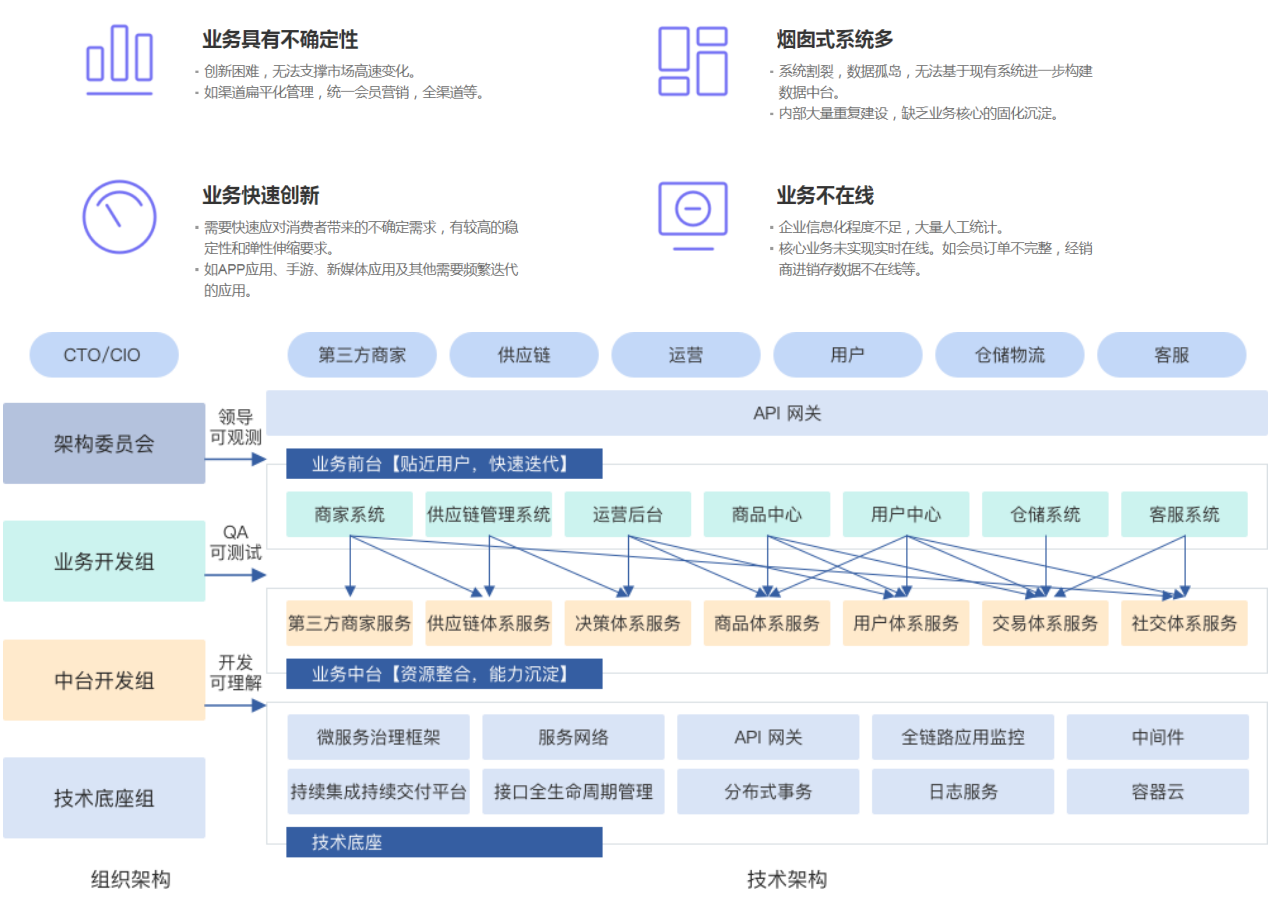 业务具有不确定性
· 创新困难，无法支撑市场高速变化。
· 如渠道扁平化管理，统一会员营销，全渠道等。
烟囱式系统多
· 系统割裂，数据孤岛，无法基于现有系统进一步构建
数据中台。
· 内部大量重复建设，缺乏业务核心的固化沉淀。
业务快速创新
· 需要快速应对消费者带来的不确定需求，有较高的稳
定性和弹性伸缩要求。
· 如APP应用、手游、新媒体应用及其他需要频繁迭代
的应用。
业务不在线
· 企业信息化程度不足，大量人工统计。
· 核心业务未实现实时在线。如会员订单不完整，经销
商进销存数据不在线等。
CTO/CIO
第三方商家
供应链
运营
用户
仓储物流
客服
架构委员会
领导
可观测
API 网关
业务前台【贴近用户，快速迭代】
业务开发组
QA
可测试
商家系统
供应链管理系统
运营后台
商品中心
用户中心
仓储系统
客服系统
第三方商家服务
供应链体系服务
决策体系服务
商品体系服务
用户体系服务
交易体系服务
社交体系服务
中台开发组
开发
可理解
业务中台【资源整合，能力沉淀】
技术底座组
微服务治理框架
服务网络
API 网关
全链路应用监控
中间件
持续集成持续交付平台
接口全生命周期管理
分布式事务
日志服务
容器云
技术底座
组织架构
技术架构